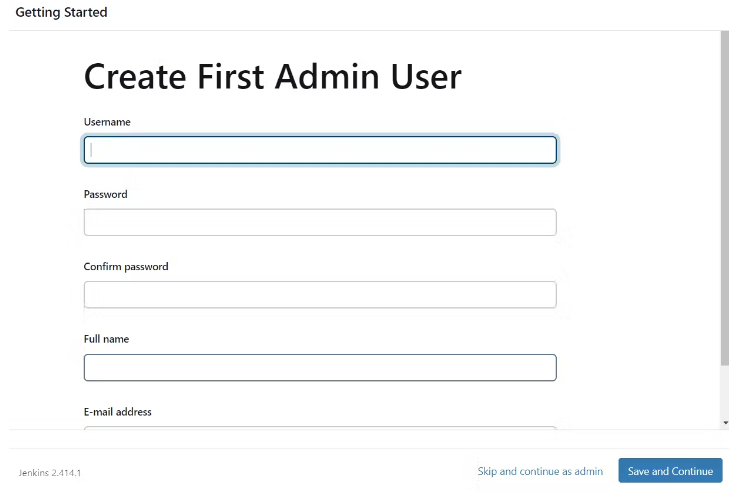 Getting Started
Create First Admin User
Username
Password
Confirm password
Full name
E-mail address
Jenkins 2.414.1
Skip and continue as admin
Save and Continue